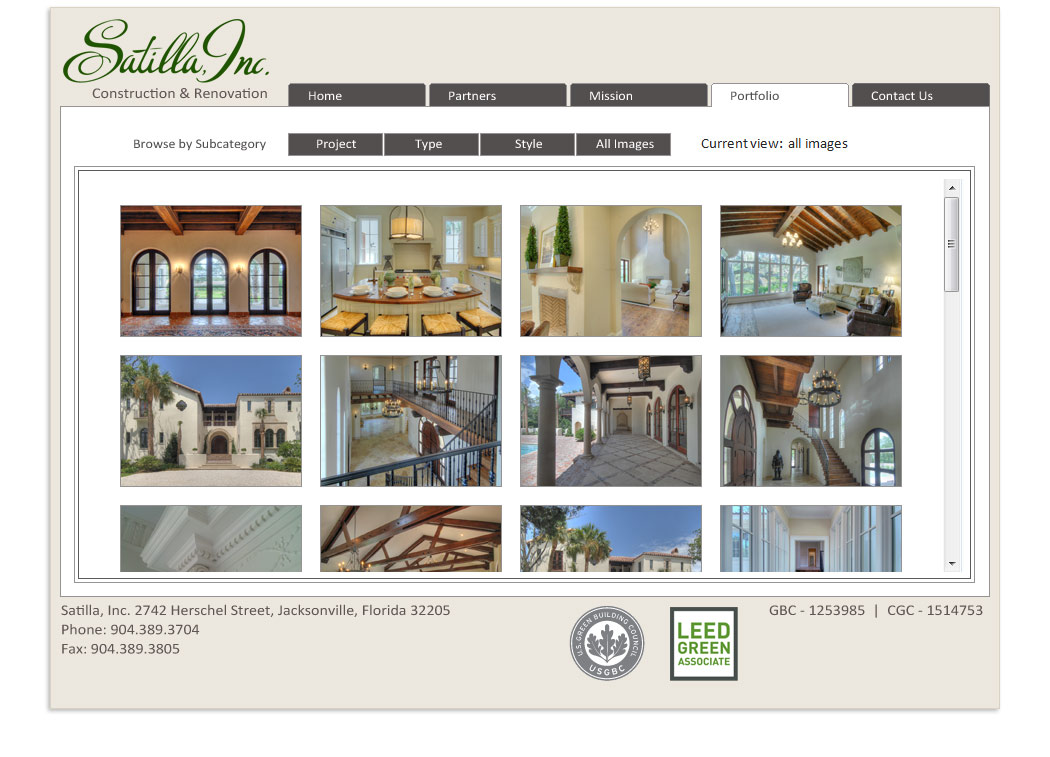 Satilla, Inc.
Construction & Renovation
Home
Partners
Mission
Portfolio
Contact Us
Browse by Subcategory
Project
Type
Style
All Images
Current view: all images
Satilla, Inc. 2742 Herschel Street, Jacksonville, Florida 32205
Phone: 904.389.3704
Fax: 904.389.3805
U.S. GREEN BUILDING COUNCIL
USGBC
LEED
GREEN
ASSOCIATE
GBC - 1253985 | CGC - 1514753